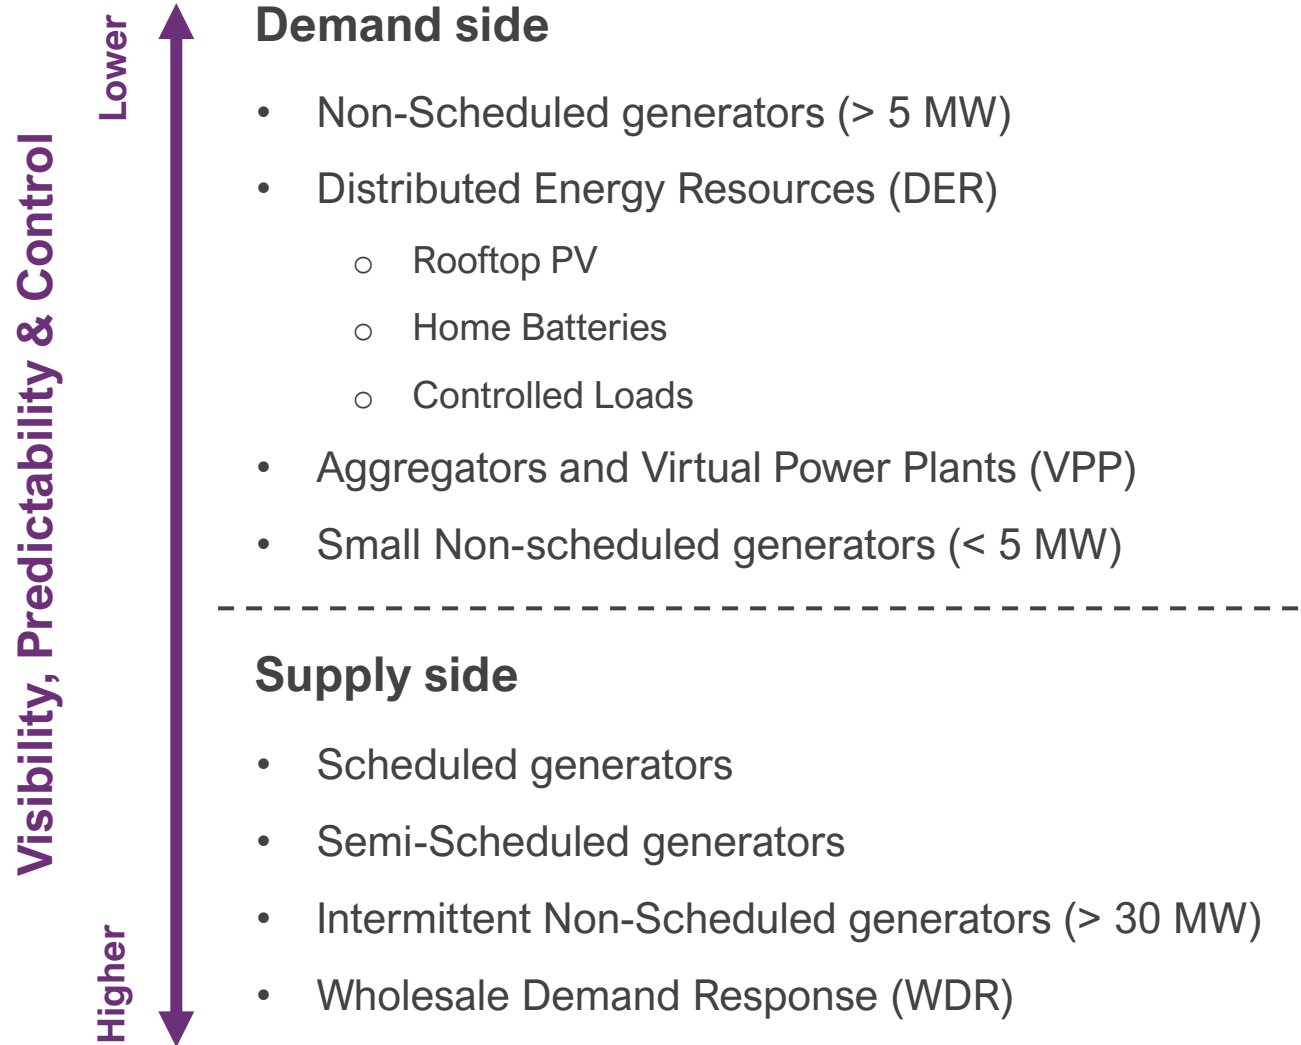 Visibility, Predictability & Control
Lower
Higher
Demand side
• Non-Scheduled generators (> 5 MW)
• Distributed Energy Resources (DER)
o Rooftop PV
o Home Batteries
o Controlled Loads
• Aggregators and Virtual Power Plants (VPP)
• Small Non-scheduled generators (< 5 MW)
Supply side
• Scheduled generators
• Semi-Scheduled generators
• Intermittent Non-Scheduled generators (> 30 MW)
• Wholesale Demand Response (WDR)